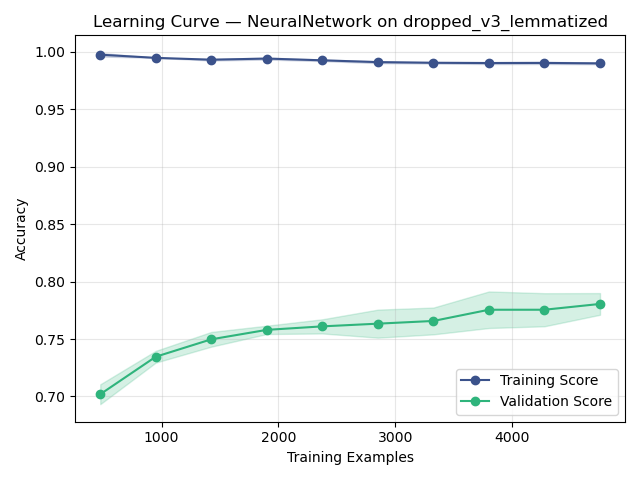 Learning Curve — NeuralNetwork on dropped_v3_lemmatized
Accuracy
1.00
0.95
0.90
0.85
0.80
0.75
0.70
Training Score
Validation Score
1000 2000 3000 4000
Training Examples